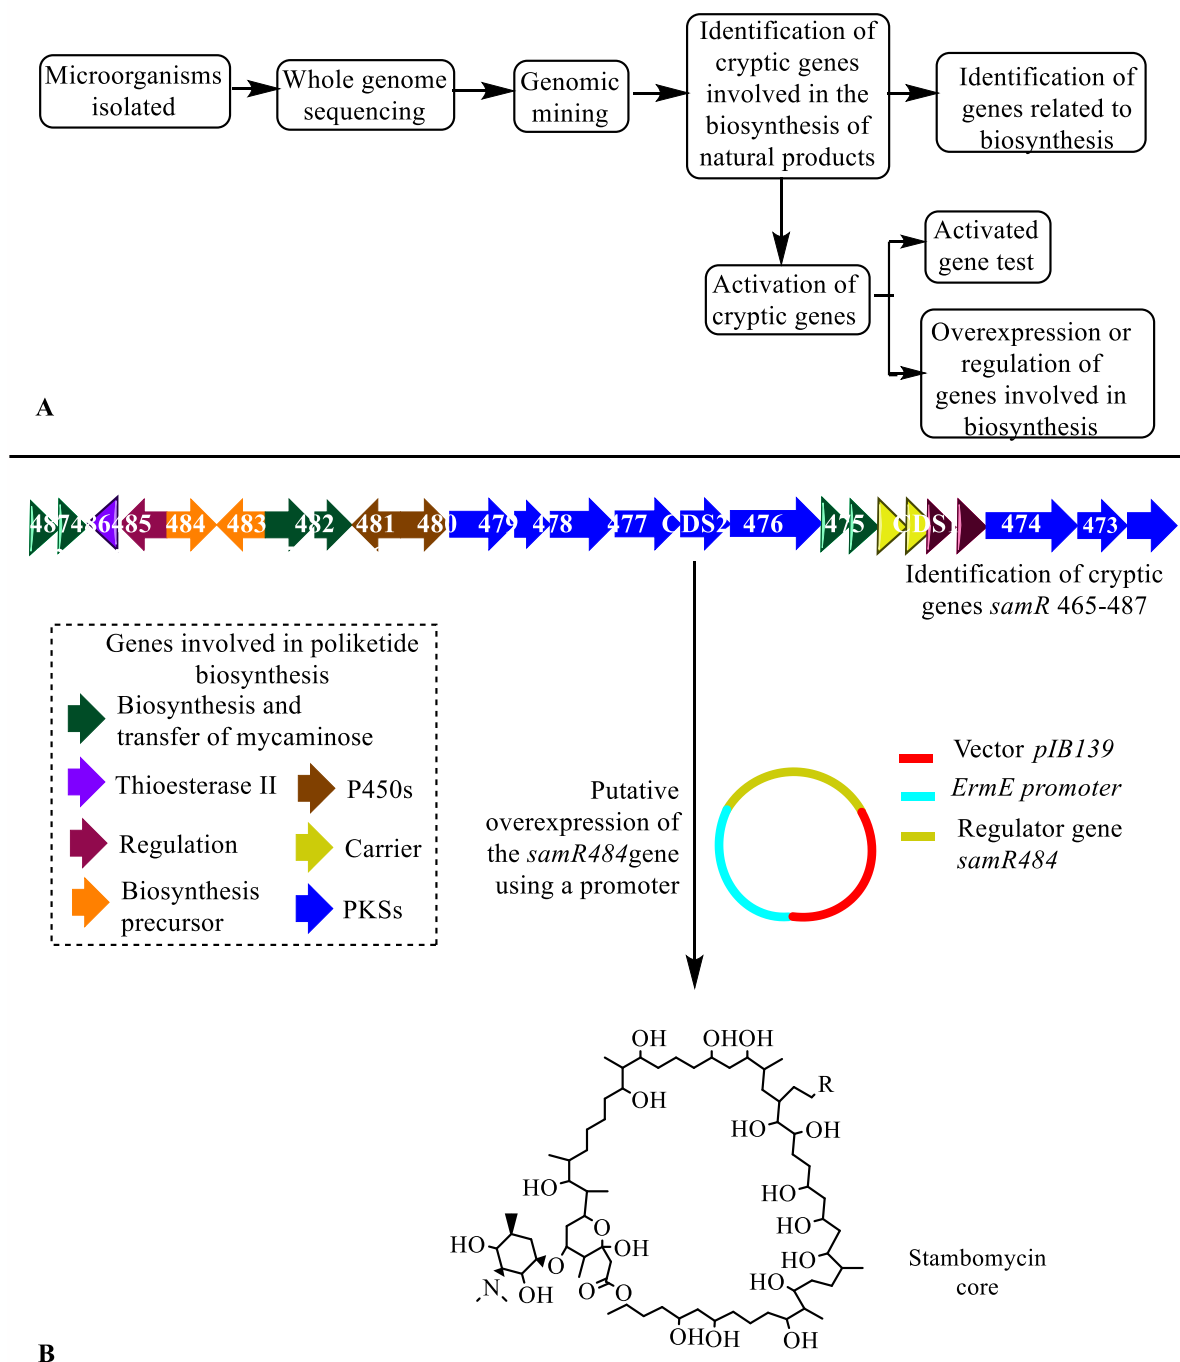 Microorganisms
isolated
Whole genome
sequencing
Genomic
mining
Identification of
cryptic genes
involved in the
biosynthesis of
natural products
Identification of
genes related to
biosynthesis
Activation of
cryptic genes
Activated
gene test
Overexpression or
regulation of
genes involved in
biosynthesis
A
487 486 485 484 483 482 481 480 479 478 477 CDS2 476 475 CDS 474 473
Identification of cryptic
genes samR 465-487
Genes involved in poliketide
biosynthesis
Biosynthesis and
transfer of mycaminose
Thioesterase II
P450s
Regulation
Carrier
Biosynthesis
precursor
PKSs
Putative
overexpression of
the samR484gene
using a promoter
Vector pIB139
ErmE promoter
Regulator gene
samR484
OH
OHOH
R
OH
HO
OH
HO
HO
HO
O
HO
OH
HO
O
HO
N
OH
O
O
OHOH
OH
Stambomycin
core
B